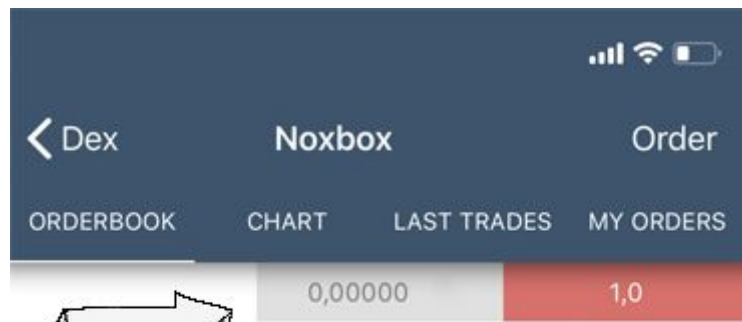 Dex Noxbox Order
ORDERBOOK CHART LAST TRADES MY ORDERS
0,00000 1,0